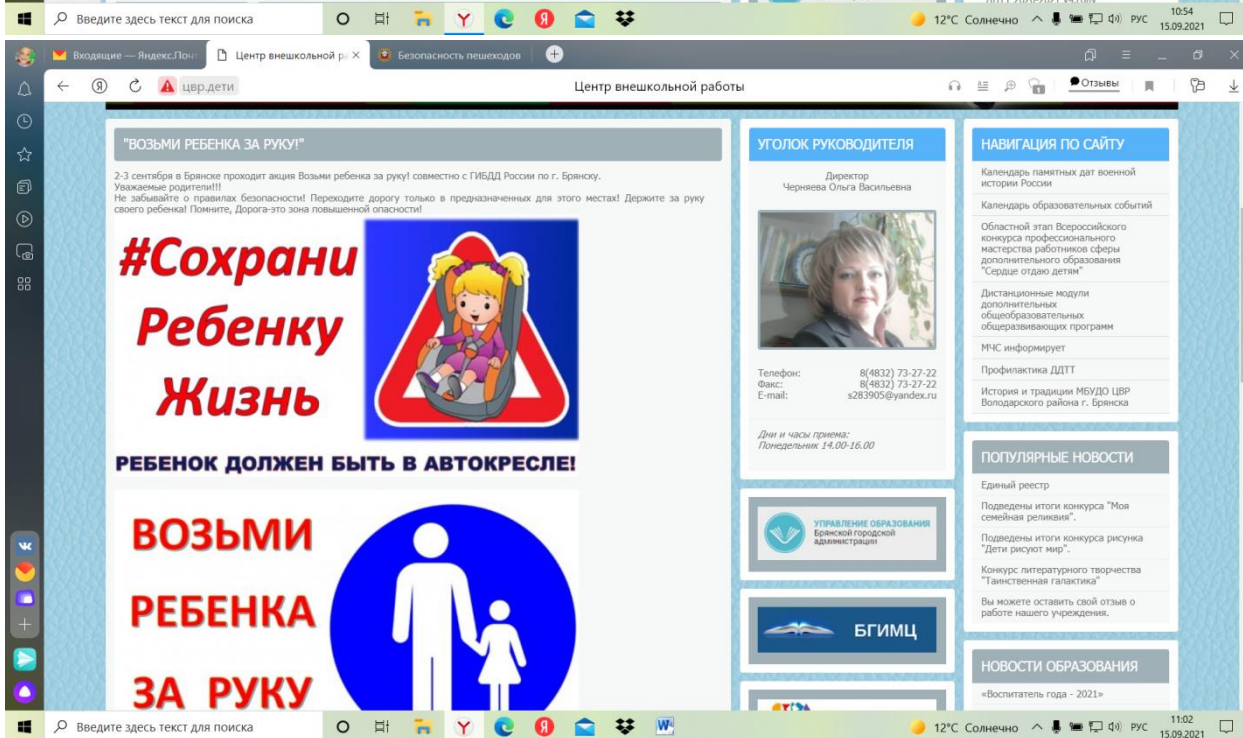 Введите здесь текст для поиска
12°C Солнечно
РУС
10:54
15.09.2021
Входящие — Яндекс.Поч
Центр внешкольной ра
Безопасность пешеходов
цвр.дети
Центр внешкольной работы
Отзывы
"ВОЗЬМИ РЕБЕНКА ЗА РУКУ!"
2-3 сентября в Брянске проходит акция Возьми ребенка за руку! совместно с ГИБДД России по г. Брянску.
Уважаемые родители!!!
Не забывайте о правилах безопасности! Переходите дорогу только в предназначенных для этого местах! Держите за руку
своего ребенка! Помните, Дорога-это зона повышенной опасности!
#Сохрани
Ребенку
Жизнь
РЕБЕНОК ДОЛЖЕН БЫТЬ В АВТОКРЕСЛЕ!
ВОЗЬМИ
РЕБЕНКА
ЗА РУКУ
УГОЛОК РУКОВОДИТЕЛЯ
Директор
Черняева Ольга Васильевна
Телефон: 8(4832) 73-27-22
Факс: 8(4832) 73-27-22
E-mail: s283905@yandex.ru
Дни и часы приема:
Понедельник 14.00-16.00
УПРАВЛЕНИЕ ОБРАЗОВАНИЯ
Брянской городской
администрации
БГИМЦ
НАВИГАЦИЯ ПО САЙТУ
Календарь памятных дат военной
истории России
Календарь образовательных событий
Областной этап Всероссийского
конкурса профессионального
мастерства работников сферы
дополнительного образования
"Сердце отдаю детям"
Дистанционные модули
дополнительных
общеобразовательных
общеразвивающих программ
МЧС информирует
Профилактика ДДТТ
История и традиции МБУДО ЦВР
Володарского района г. Брянска
ПОПУЛЯРНЫЕ НОВОСТИ
Единый реестр
Подведены итоги конкурса "Моя
семейная реликвия".
Подведены итоги конкурса рисунка
"Дети рисуют мир".
Конкурс литературного творчества
"Таинственная галактика"
Вы можете оставить свой отзыв о
работе нашего учреждения.
НОВОСТИ ОБРАЗОВАНИЯ
«Воспитатель года - 2021»
Введите здесь текст для поиска
12°C Солнечно
РУС
11:02
15.09.2021